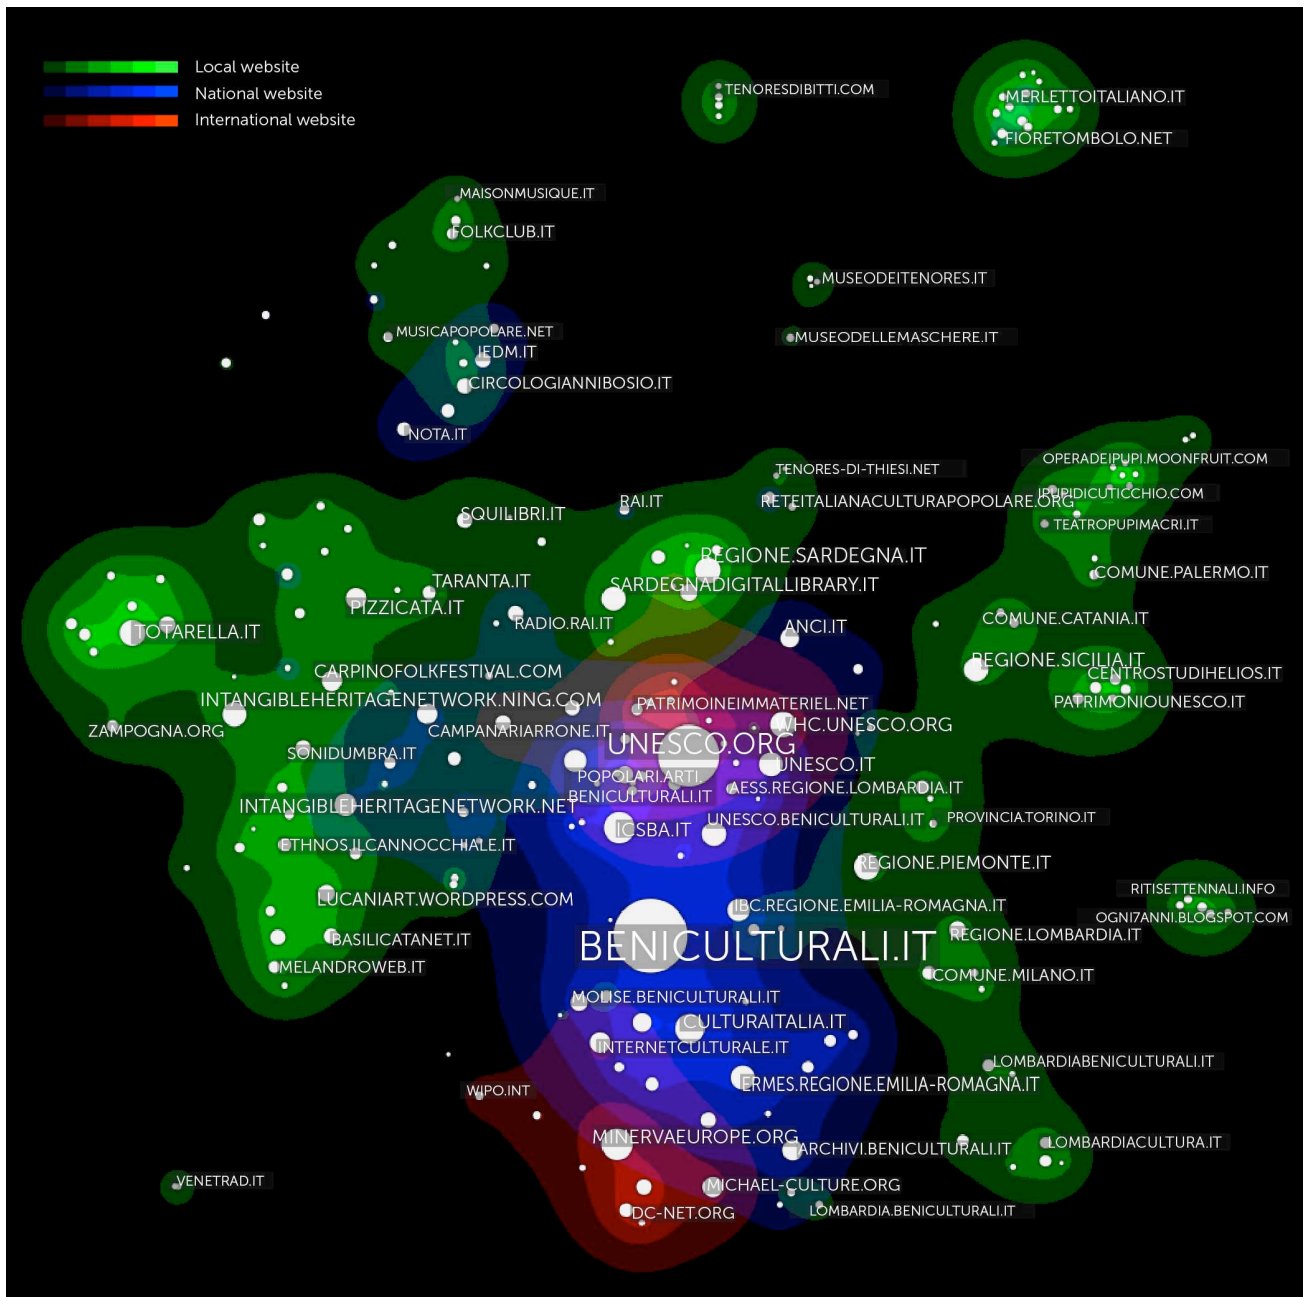 Local website
National website
International website
TENORESDIBITTI.COM
MERLETTOITALIANO.IT
FIORETOMBOLO.NET
MAISONMUSIQUE.IT
FOLKCLUB.IT
MUSEODEITENORES.IT
MUSICAPOPOLARE.NET
MUSEODELLEMASCHERE.IT
IEDM.IT
CIRCOLOGIANNIBOSIO.IT
NOTA.IT
OPERADEIPUPI.MOONFRUIT.COM
TENORES-DI-THIESI.NET
IPUPIDICUTICCHIO.COM
RAI.IT
RETEITALIANACULTURAPOPOLARE.ORG
SQUILIBRI.IT
TEATROPUPIMACRI.IT
REGIONE.SARDEGNA.IT
COMUNE.PALERMO.IT
TARANTA.IT
SARDEGNADIGITALLIBRARY.IT
PIZZICATA.IT
COMUNE.CATANIA.IT
RADIO.RAI.IT
ANCI.IT
TOTARELLA.IT
REGIONE.SICILIA.IT
CARPINOFOLKFESTIVAL.COM
CENTROSTUDIHELIOS.IT
INTANGIBLEHERITAGENETWORK.NING.COM
PATRIMOINEIMMATERIEL.NET
PATRIMONIOUNESCO.IT
ZAMPOGNA.ORG
CAMPANARIARRONE.IT
WHC.UNESCO.ORG
UNESCO.ORG
SONIDUMBRA.IT
UNESCO.IT
POPOLARI.ARTI.
BENICULTURALI.IT
AESS.REGIONE.LOMBARDIA.IT
INTANGIBLEHERITAGENETWORK.NET
UNESCO.BENICULTURALI.IT
PROVINCIA.TORINO.IT
ICSBA.IT
ETHNOS.ILCANNOCCHIALE.IT
REGIONE.PIEMONTE.IT
RITISETTENNALI.INFO
LUCANIART.WORDPRESS.COM
IBC.REGIONE.EMILIA-ROMAGNA.IT
OGNI7ANNI.BLOGSPOT.COM
BASILICATANET.IT
BENICULTURALI.IT
REGIONE.LOMBARDIA.IT
MELANDROWEB.IT
COMUNE.MILANO.IT
MOLISE.BENICULTURALI.IT
CULTURAITALIA.IT
INTERNETCULTURALE.IT
LOMBARDIABENICULTURALI.IT
WIPO.INT
ERMES.REGIONE.EMILIA-ROMAGNA.IT
MINERVAEUROPE.ORG
ARCHIVI.BENICULTURALI.IT
LOMBARDIACULTURA.IT
VENETRAD.IT
MICHAEL-CULTURE.ORG
DC-NET.ORG
LOMBARDIA.BENICULTURALI.IT